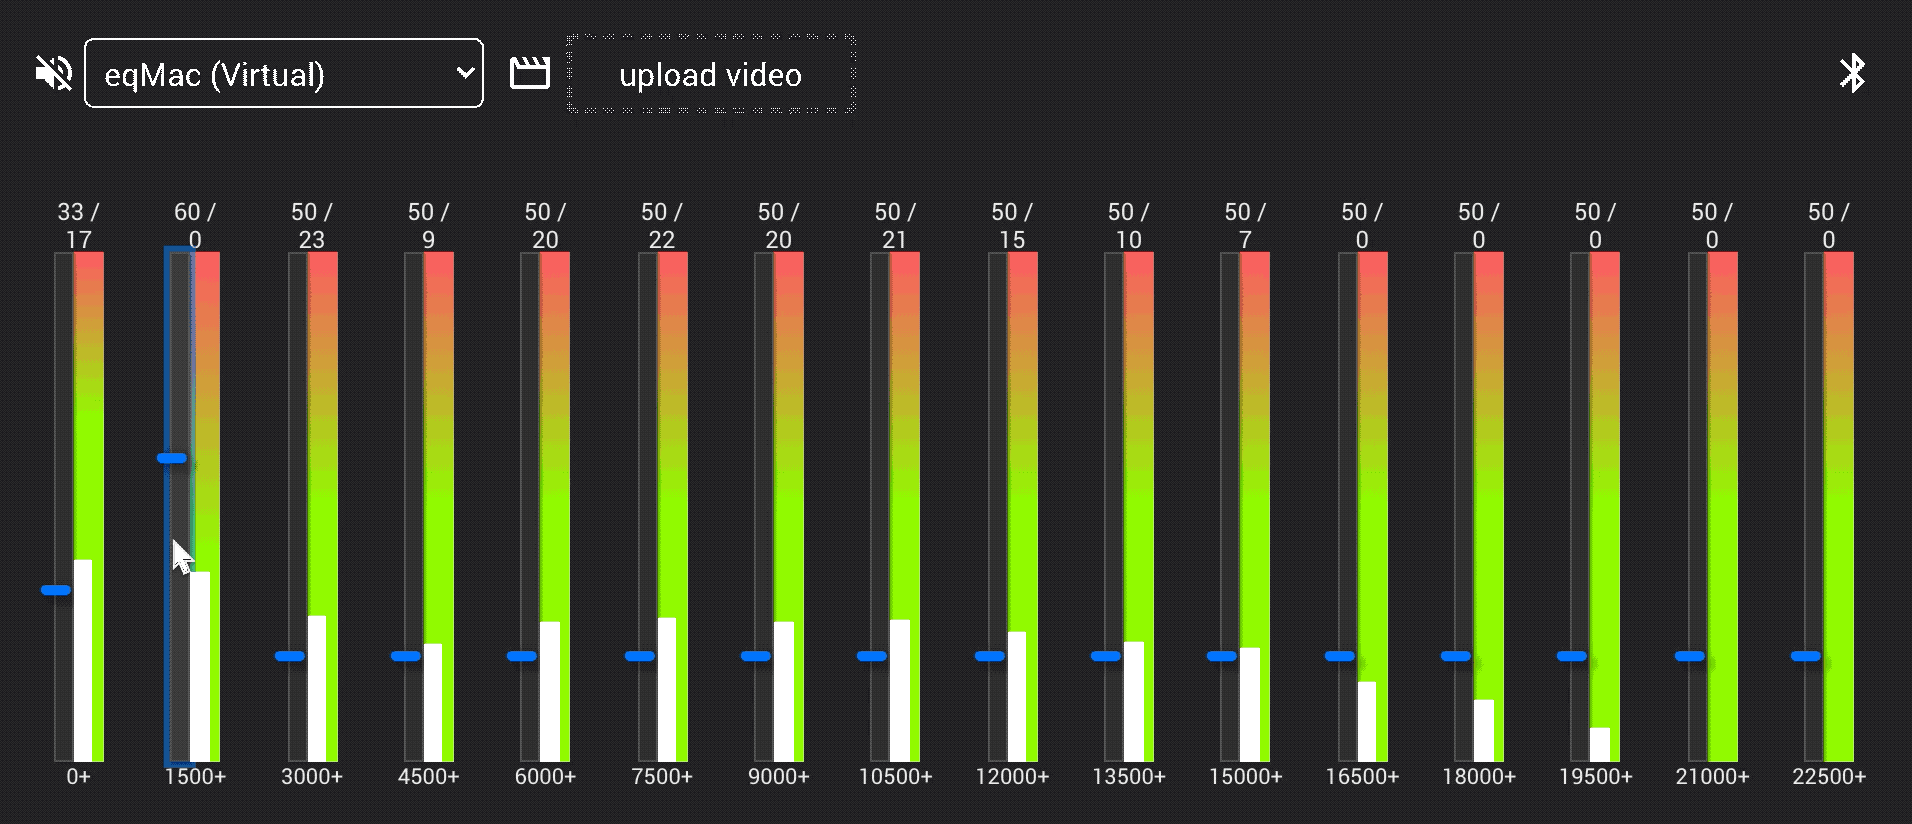 eqMac (Virtual)
upload video
33 / 60 / 50 / 50 / 50 / 50 / 50 / 50 / 50 / 50 / 50 / 50 / 50 / 50 / 50 / 50 /
17 0 23 9 20 22 20 21 15 10 7 0 0 0 0 0
0+ 1500+ 3000+ 4500+ 6000+ 7500+ 9000+ 10500+ 12000+ 13500+ 15000+ 16500+ 18000+ 19500+ 21000+ 22500+